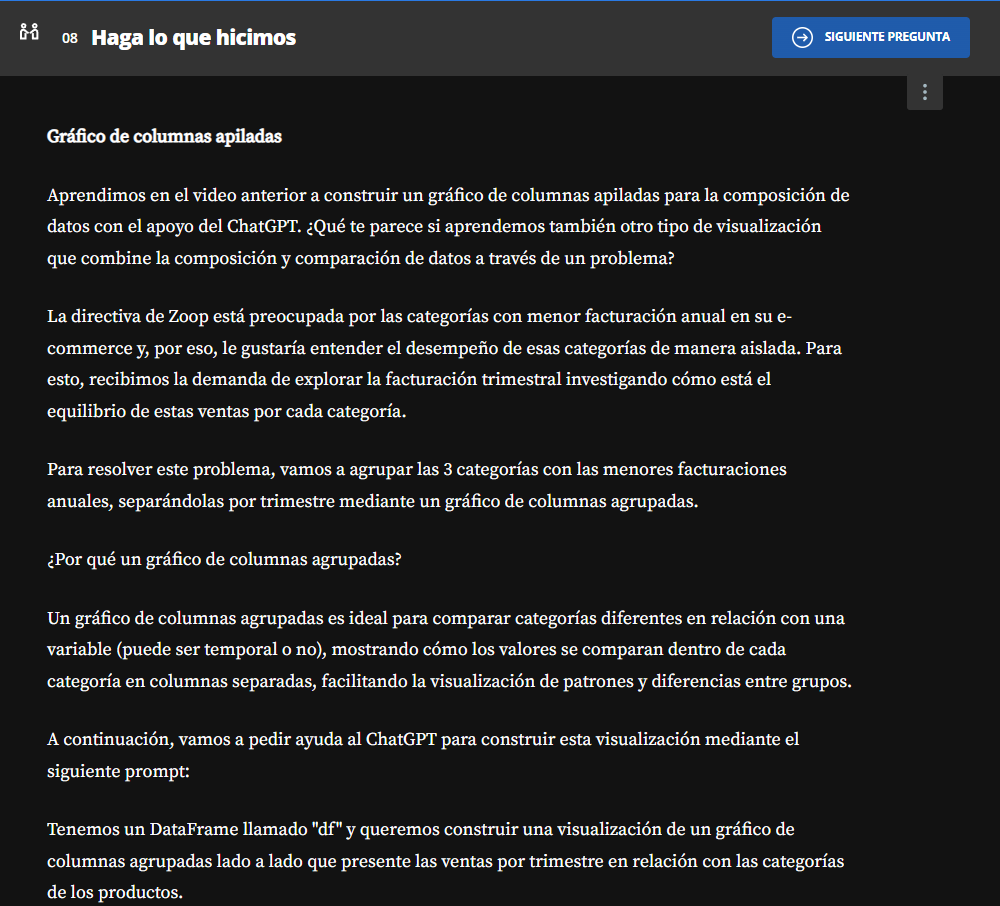 08 Haga lo que hicimos
SIGUIENTE PREGUNTA
Gráfico de columnas apiladas
Aprendimos en el video anterior a construir un gráfico de columnas apiladas para la composición de
datos con el apoyo del ChatGPT. ¿Qué te parece si aprendemos también otro tipo de visualización
que combine la composición y comparación de datos a través de un problema?
La directiva de Zoop está preocupada por las categorías con menor facturación anual en su e-
commerce y, por eso, le gustaría entender el desempeño de esas categorías de manera aislada. Para
esto, recibimos la demanda de explorar la facturación trimestral investigando cómo está el
equilibrio de estas ventas por cada categoría.
Para resolver este problema, vamos a agrupar las 3 categorías con las menores facturaciones
anuales, separándolas por trimestre mediante un gráfico de columnas agrupadas.
¿Por qué un gráfico de columnas agrupadas?
Un gráfico de columnas agrupadas es ideal para comparar categorías diferentes en relación con una
variable (puede ser temporal o no), mostrando cómo los valores se comparan dentro de cada
categoría en columnas separadas, facilitando la visualización de patrones y diferencias entre grupos.
A continuación, vamos a pedir ayuda al ChatGPT para construir esta visualización mediante el
siguiente prompt:
Tenemos un DataFrame llamado "df" y queremos construir una visualización de un gráfico de
columnas agrupadas lado a lado que presente las ventas por trimestre en relación con las categorías
de los productos.